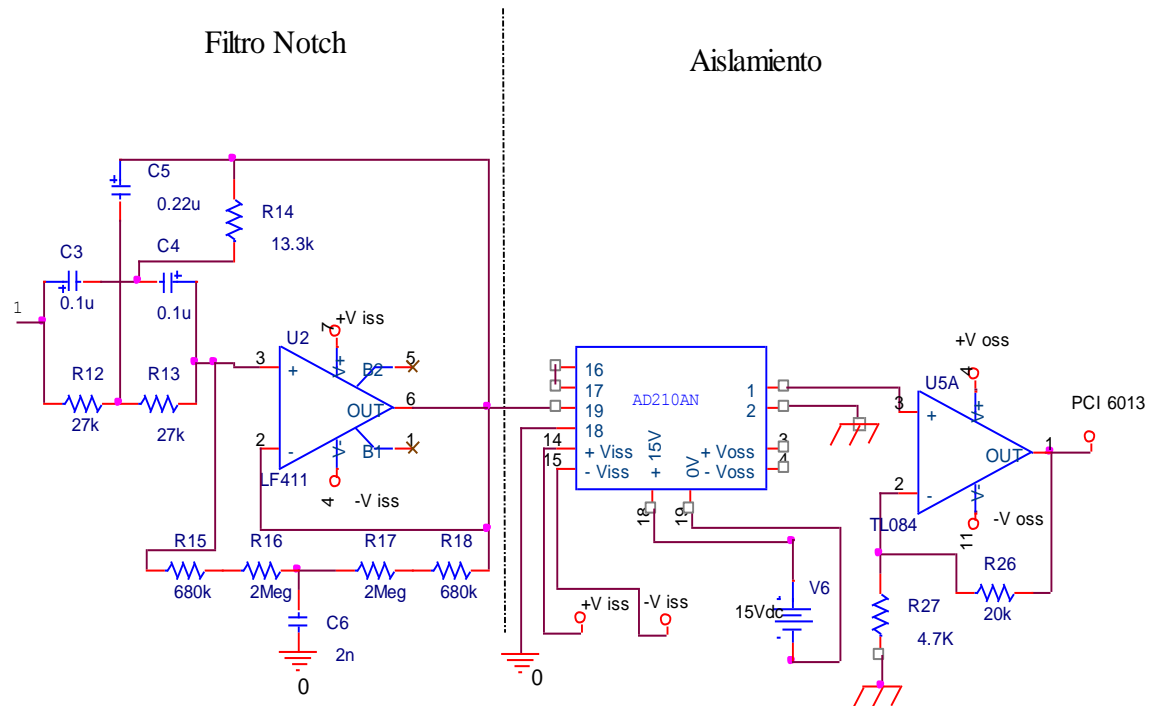 Filtro Notch
Aislamiento
C5
0.22u
R14
13.3k
C3
0.1u
C4
0.1u
1
R12
27k
R13
27k
U2
+V iss
7
V+
3
+
B2
5
OUT
6
B1
1
2
-
V-
LF411
4
-V iss
R15
680k
R16
2Meg
R17
2Meg
R18
680k
C6
2n
0
16
17
19
18
14
+ Viss
15
- Viss
AD210AN
1
2
+ Voss
3
- Voss
4
+ 15V
0V
18
19
0
+V iss
-V iss
15Vdc
V6
+V oss
4
U5A
V+
3
+
OUT
1
PCI 6013
2
-
V-
TL084
11
-V oss
R26
20k
R27
4.7K